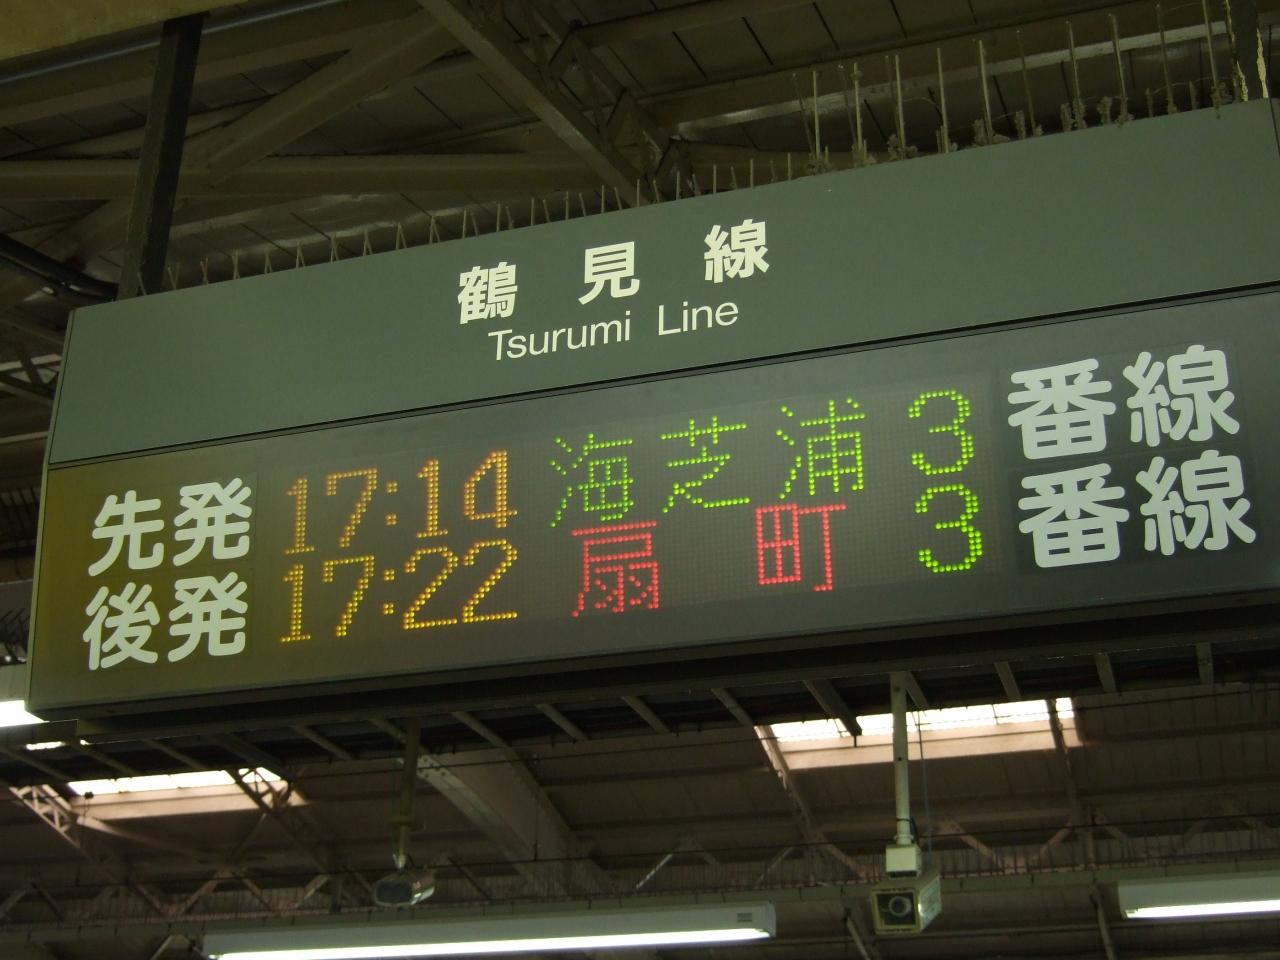 鶴見線
Tsurumi Line
先発 17:14 海芝浦 3 番線
後発 17:22 扇町 3 番線